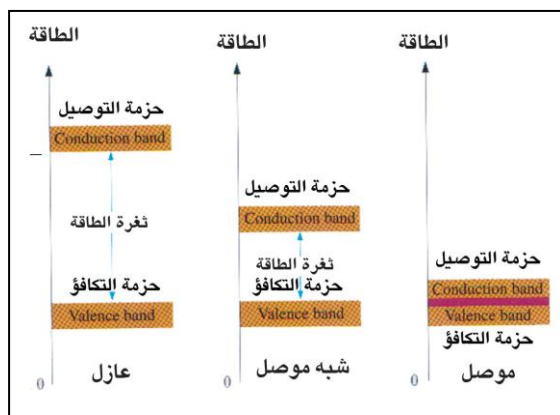 الطاقة
حزمة التوصيل
Conduction band
ثغرة الطاقة
حزمة التكافؤ
Valence band
0
عازل
الطاقة
حزمة التوصيل
Conduction band
ثغرة الطاقة
حزمة التكافؤ
Valence band
0
شبه موصل
الطاقة
حزمة التوصيل
Conduction band
Valence band
حزمة التكافؤ
0
موصل